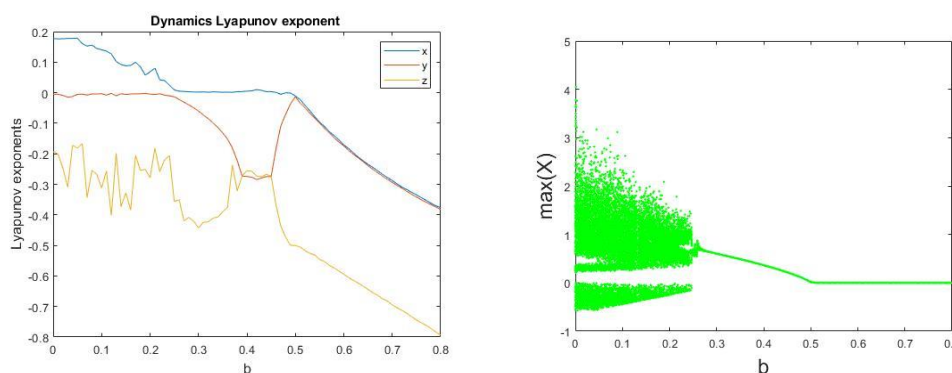 Dynamics Lyapunov exponent
Lyapunov exponents
0.2
0.1
0
-0.1
-0.2
-0.3
-0.4
-0.5
-0.6
-0.7
-0.8
0 0.1 0.2 0.3 0.4 0.5 0.6 0.7 0.8
b
x
y
z
max(X)
5
4
3
2
1
0
-1
0 0.1 0.2 0.3 0.4 0.5 0.6 0.7 0.
b